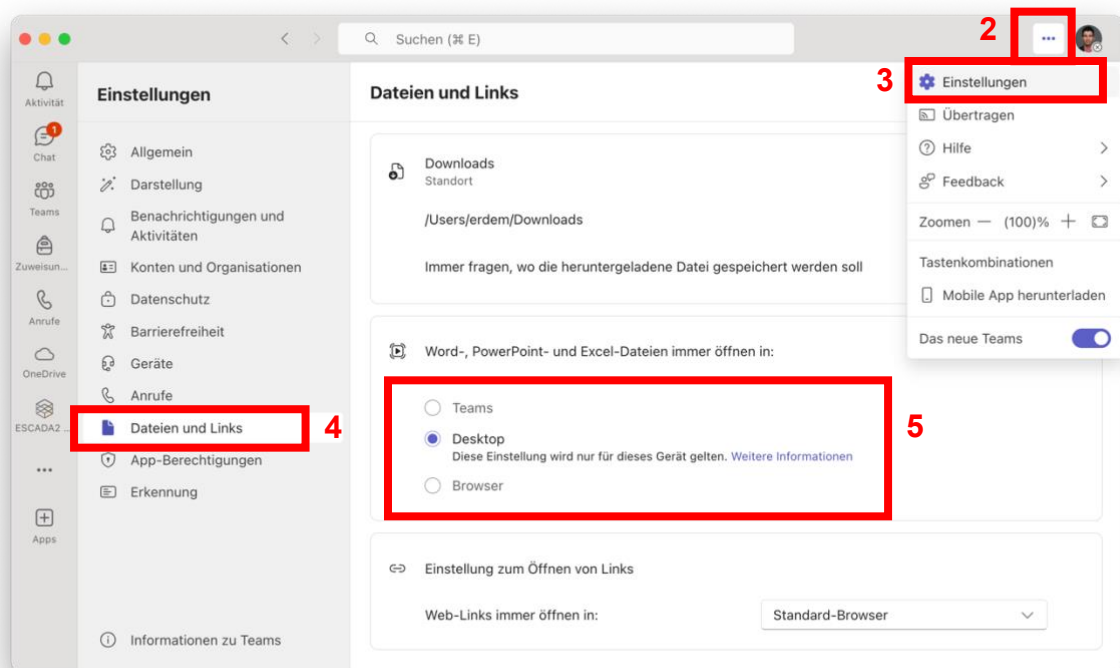 Suchen (⌘ E)
2
•••
3
Einstellungen
Übertragen
Hilfe
Feedback
Zoomen — (100)% +
Tastenkombinationen
Mobile App herunterladen
Das neue Teams
Aktivität
1
Chat
Teams
Zuweisun...
Anrufe
OneDrive
ESCADA2 ...
•••
Apps
Einstellungen
Allgemein
Darstellung
Benachrichtigungen und
Aktivitäten
Konten und Organisationen
Datenschutz
Barrierefreiheit
Geräte
Anrufe
Dateien und Links
4
App-Berechtigungen
Erkennung
Informationen zu Teams
Dateien und Links
Downloads
Standort
/Users/erdem/Downloads
Immer fragen, wo die heruntergeladene Datei gespeichert werden soll
Word-, PowerPoint- und Excel-Dateien immer öffnen in:
Teams
Desktop
Diese Einstellung wird nur für dieses Gerät gelten. Weitere Informationen
Browser
5
Einstellung zum Öffnen von Links
Web-Links immer öffnen in:
Standard-Browser